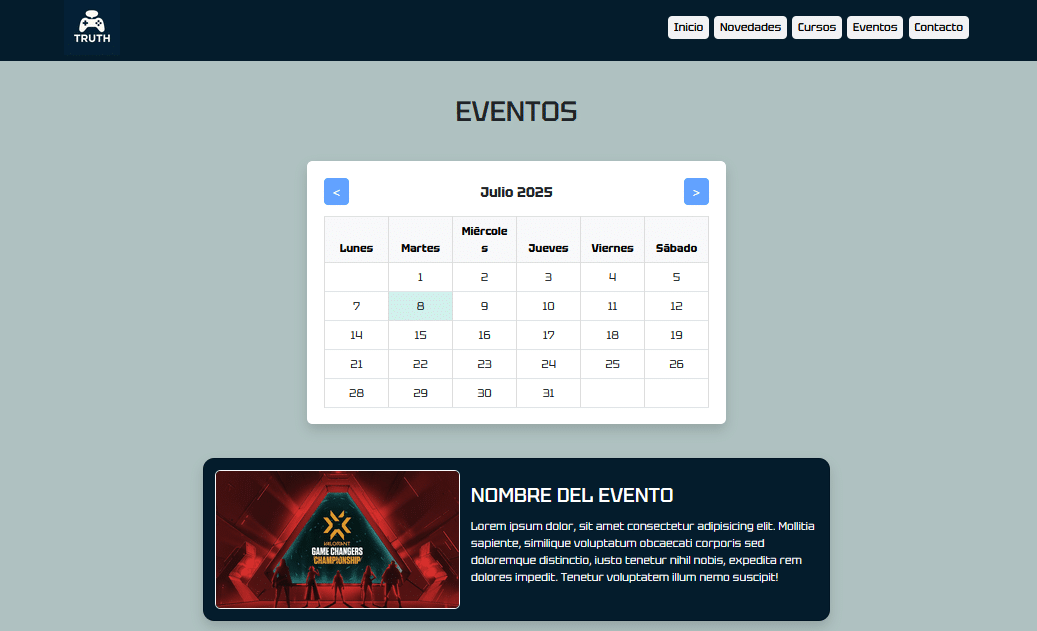 TRUTH
Inicio Novedades Cursos Eventos Contacto
EVENTOS
< Julio 2025 >
Lunes Martes Miércole
s Jueves Viernes Sábado
1 2 3 4 5
7 8 9 10 11 12
14 15 16 17 18 19
21 22 23 24 25 26
28 29 30 31
VALORANT
GAME CHANGERS
CHAMPIONSHIP
NOMBRE DEL EVENTO
Lorem ipsum dolor, sit amet consectetur adipisicing elit. Mollitia
sapiente, similique voluptatum obcaecati corporis sed
doloremque distinctio, iusto tenetur nihil nobis, expedita rem
dolores impedit. Tenetur voluptatem illum nemo suscipit!